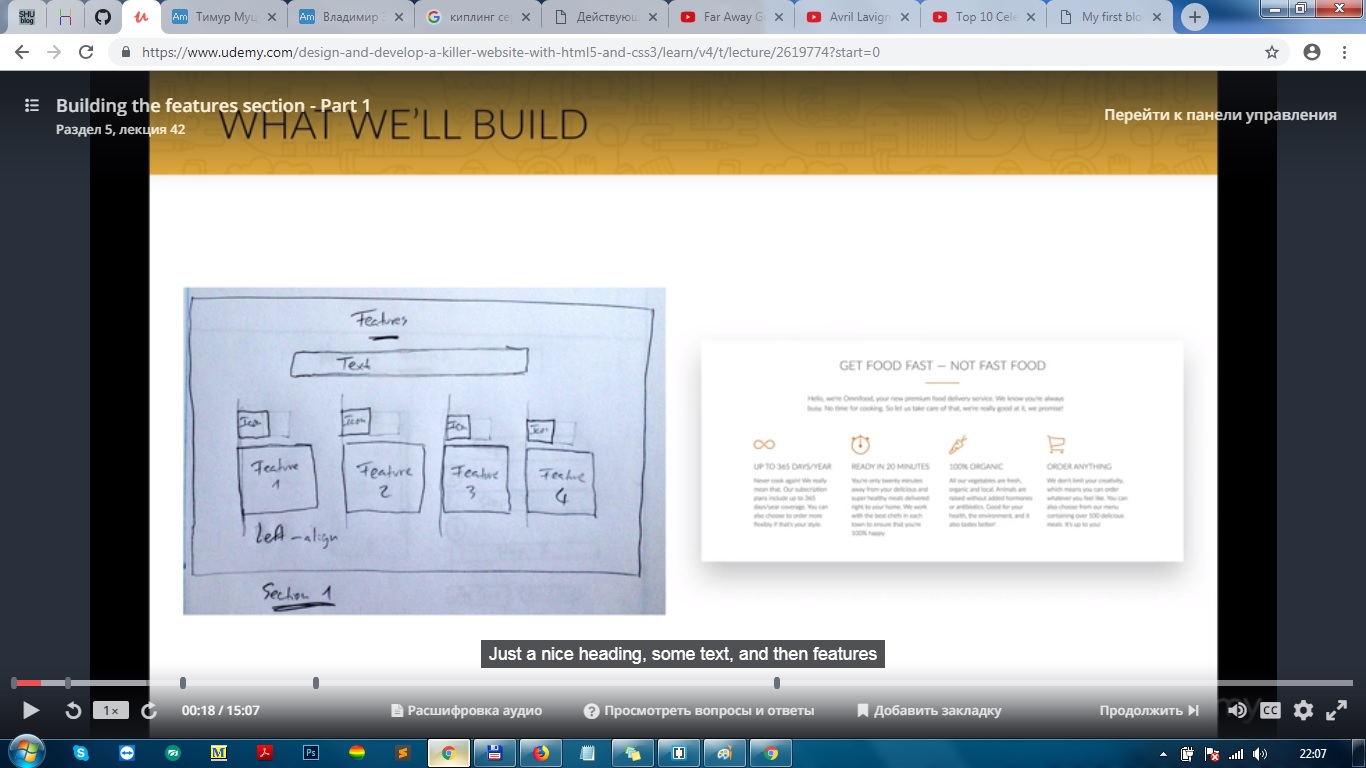 SHU
blog
Тимур Муц
Владимир
киплинг се
Действующ
Far Away G
Avril Lavign
Top 10 Cele
My first blo
https://www.udemy.com/design-and-develop-a-killer-website-with-html5-and-css3/learn/v4/t/lecture/2619774?start=0
Building the features section - Part 1
Раздел 5, лекция 42
Перейти к панели управления
WHAT WE'LL BUILD
Features
Text
Icon Icon Icn Icon
Feature Feature Feature Feature
1 2 3 4
Left-align
Section 1
GET FOOD FAST — NOT FAST FOOD
Hello, we're Omnifood, your new premium food delivery service. We know you're always
busy. No time for cooking. So let us take care of that, we're really good at it, we promise!
UP TO 365 DAYS/YEAR
Never cook again! We really
mean that. Our subscription
plans include up to 365
days/year coverage. You can
also choose to order more
flexibly if that's your style.
READY IN 20 MINUTES
You're only twenty minutes
away from your delicious and
super healthy meals delivered
right to your home. We work
with the best chefs in each
town to ensure that you're
100% happy.
100% ORGANIC
All our vegetables are fresh,
organic and local. Animals are
raised without added hormones
or antibiotics. Good for your
health, the environment, and it
also tastes better!
ORDER ANYTHING
We don't limit your creativity,
which means you can order
whatever you feel like. You can
also choose from our menu
containing over 100 delicious
meals. It's up to you!
Just a nice heading, some text, and then features
1×
00:18 / 15:07
Расшифровка аудио
Просмотреть вопросы и ответы
Добавить закладку
Продолжить
CC
22:07